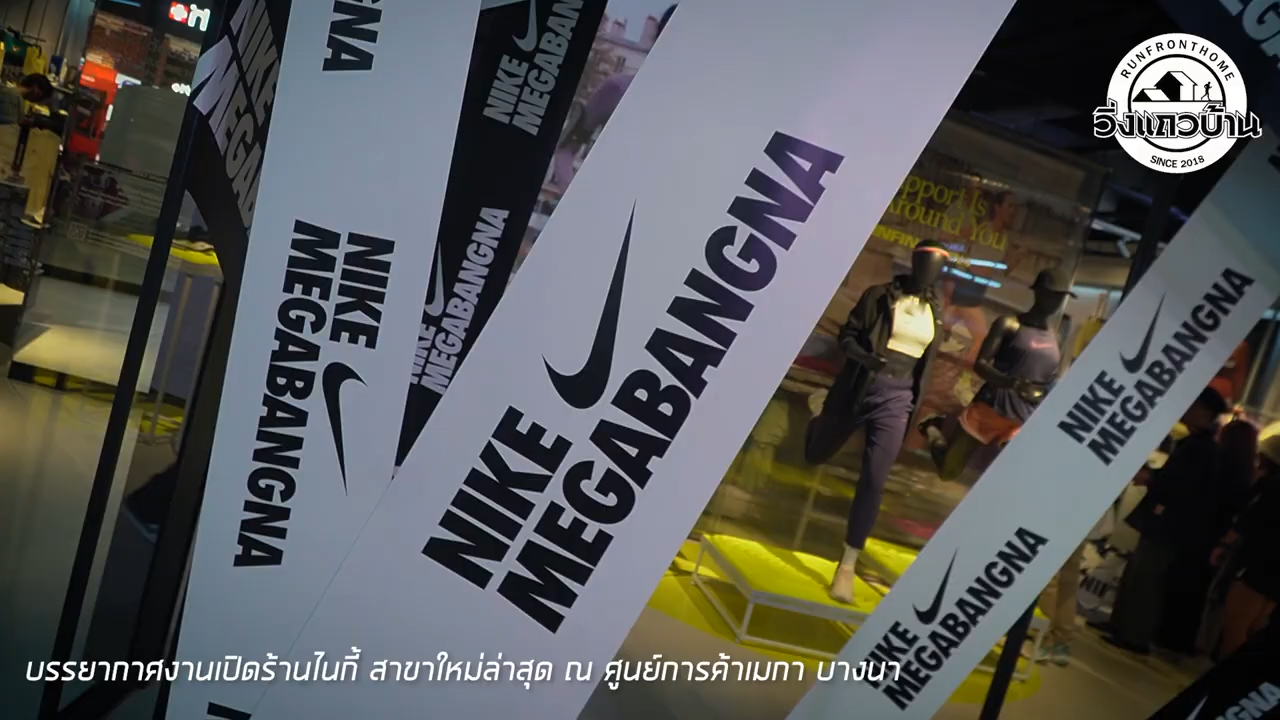 NIKE
MEGABANGNA
NIKE
MEGABANGNA
NIKE
MEGABANGNA
NIKE
MEGABANGNA
NIKE
MEGABANGNA
NIKE
MEGABANGNA
RUNFRONTHOME
วิ่งแถวบ้าน
SINCE 2018
บรรยากาศงานเปิดร้านไนกี้ สาขาใหม่ล่าสุด ณ ศูนย์การค้าเมกา บางนา